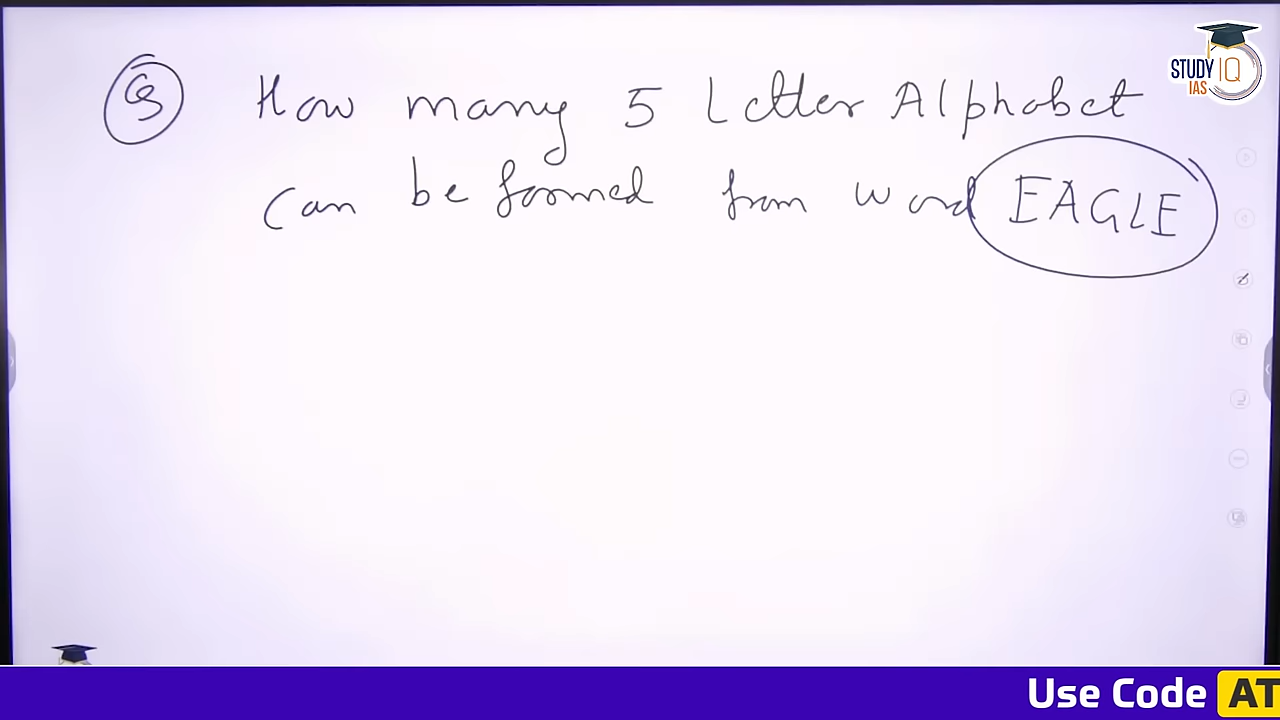 Q
How many 5 Letter Alphabet
can be formed from word EAGLE
STUDY IQ
IAS
Use Code AT